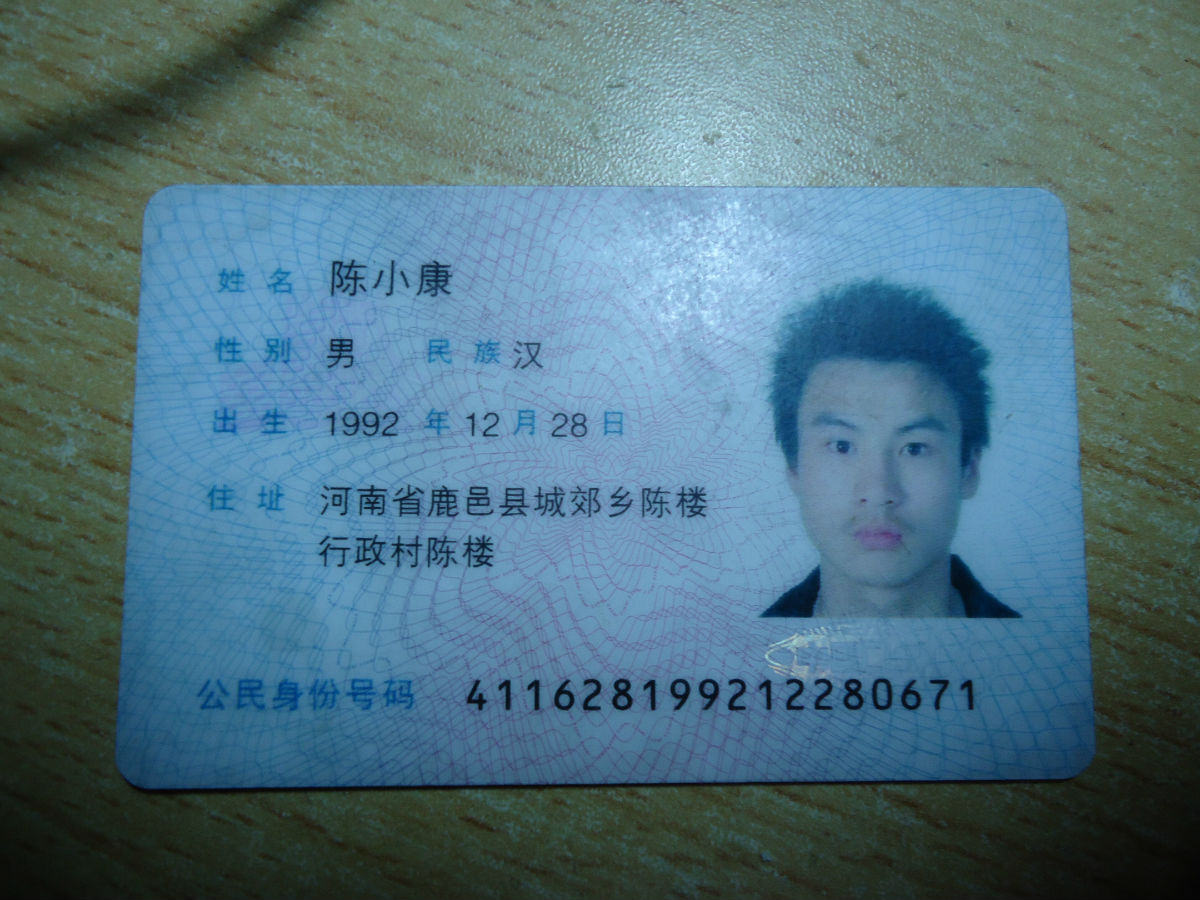 姓名 陈小康
性别 男 民族 汉
出生 1992 年 12 月 28 日
住址 河南省鹿邑县城郊乡陈楼
行政村陈楼
公民身份号码 411628199212280671